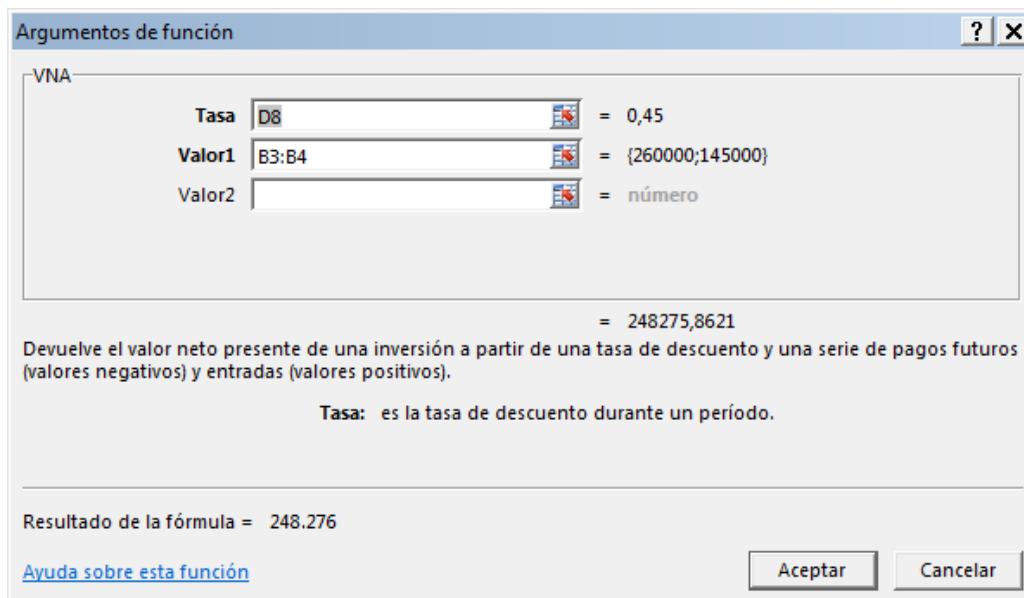 Argumentos de función
VNA
Tasa D8 = 0,45
Valor1 B3:B4 = {260000;145000}
Valor2 = número
= 248275,8621
Devuelve el valor neto presente de una inversión a partir de una tasa de descuento y una serie de pagos futuros
(valores negativos) y entradas (valores positivos).
Tasa: es la tasa de descuento durante un período.
Resultado de la fórmula = 248.276
Ayuda sobre esta función
Aceptar Cancelar